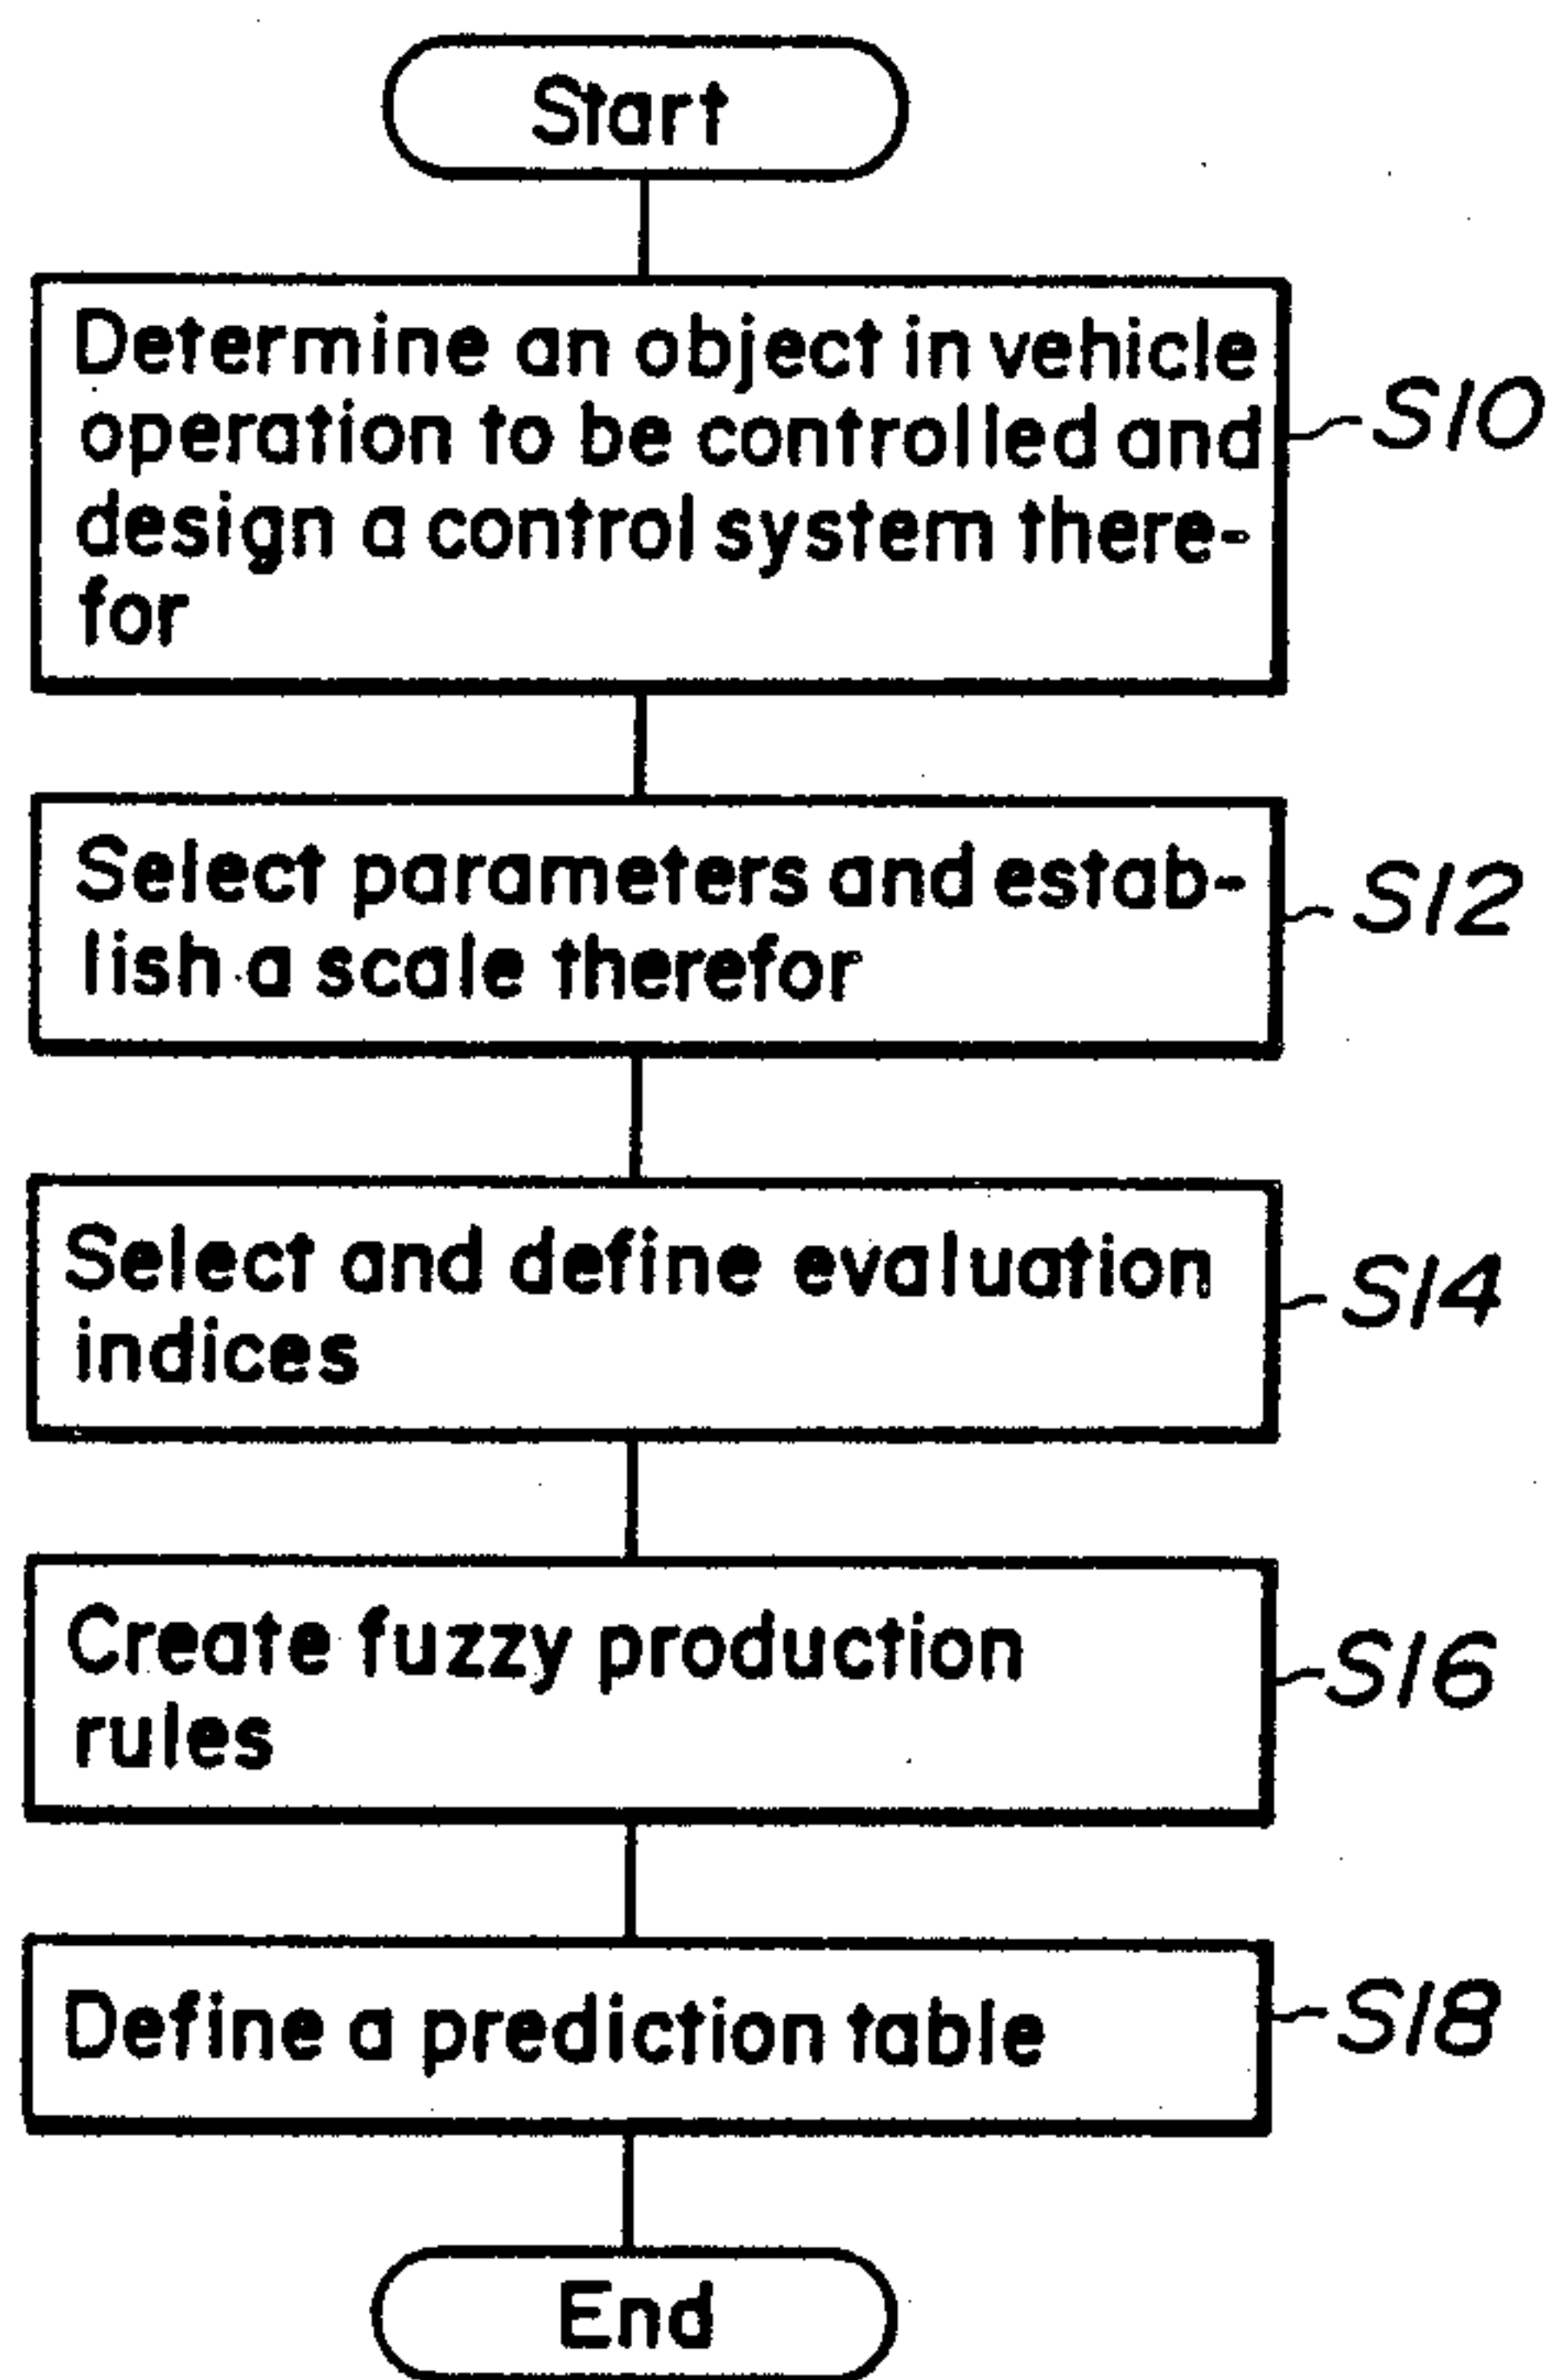 Start
Determine an object in vehicle
operation to be controlled and
design a control system there-
for
S10
Select parameters and estab-
lish a scale therefor
S12
Select and define evaluation
indices
S14
Create fuzzy production
rules
S16
Define a prediction table
S18
End